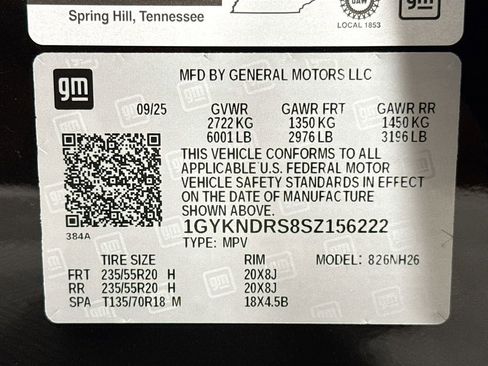 Spring Hill, Tennessee
UAW
LOCAL 1853
gm
gm
MFD BY GENERAL MOTORS LLC
09/25 GVWR GAWR FRT GAWR RR
2722 KG 1350 KG 1450 KG
6001 LB 2976 LB 3196 LB
THIS VEHICLE CONFORMS TO ALL
APPLICABLE U.S. FEDERAL MOTOR
VEHICLE SAFETY STANDARDS IN EFFECT
ON THE DATE OF MANUFACTURE
SHOWN ABOVE.
384A
1GYKNDRS8SZ156222
TYPE: MPV
TIRE SIZE RIM MODEL: 826NH26
FRT 235/55R20 H 20X8J
RR 235/55R20 H 20X8J
SPA T135/70R18 M 18X4.5B